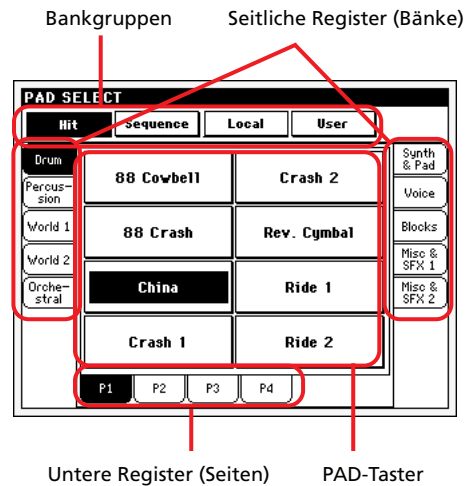 Bankgruppen Seitliche Register (Bänke)
PAD SELECT
Hit Sequence Local User
Drum
Percus-
sion
World 1
World 2
Orche-
stral
88 Cowbell Crash 2
88 Crash Rev. Cymbal
China Ride 1
Crash 1 Ride 2
Synth
& Pad
Voice
Blocks
Misc &
SFX 1
Misc &
SFX 2
P1 P2 P3 P4
Untere Register (Seiten) PAD-Taster